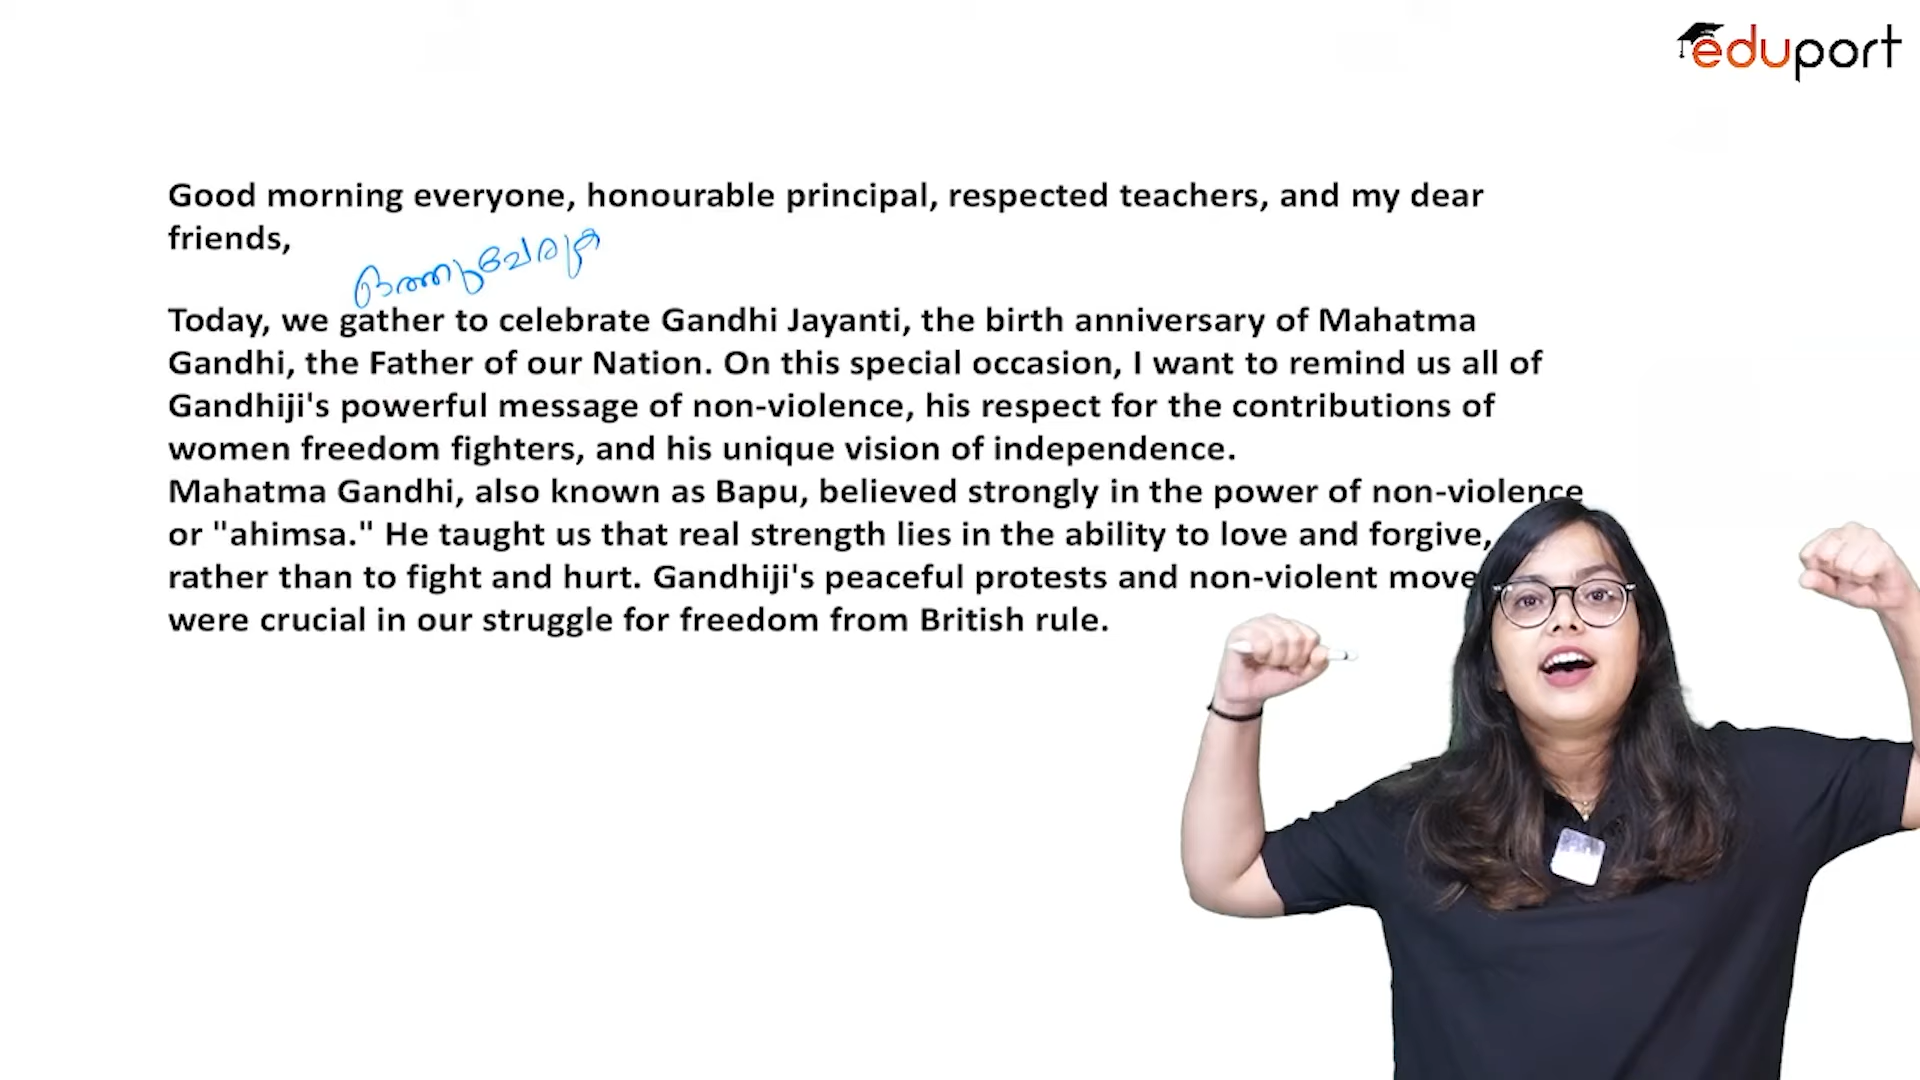 eduport
Good morning everyone, honourable principal, respected teachers, and my dear
friends,
ഒത്തുചേരുക
Today, we gather to celebrate Gandhi Jayanti, the birth anniversary of Mahatma
Gandhi, the Father of our Nation. On this special occasion, I want to remind us all of
Gandhiji's powerful message of non-violence, his respect for the contributions of
women freedom fighters, and his unique vision of independence.
Mahatma Gandhi, also known as Bapu, believed strongly in the power of non-violence
or "ahimsa." He taught us that real strength lies in the ability to love and forgive,
rather than to fight and hurt. Gandhiji's peaceful protests and non-violent move
were crucial in our struggle for freedom from British rule.